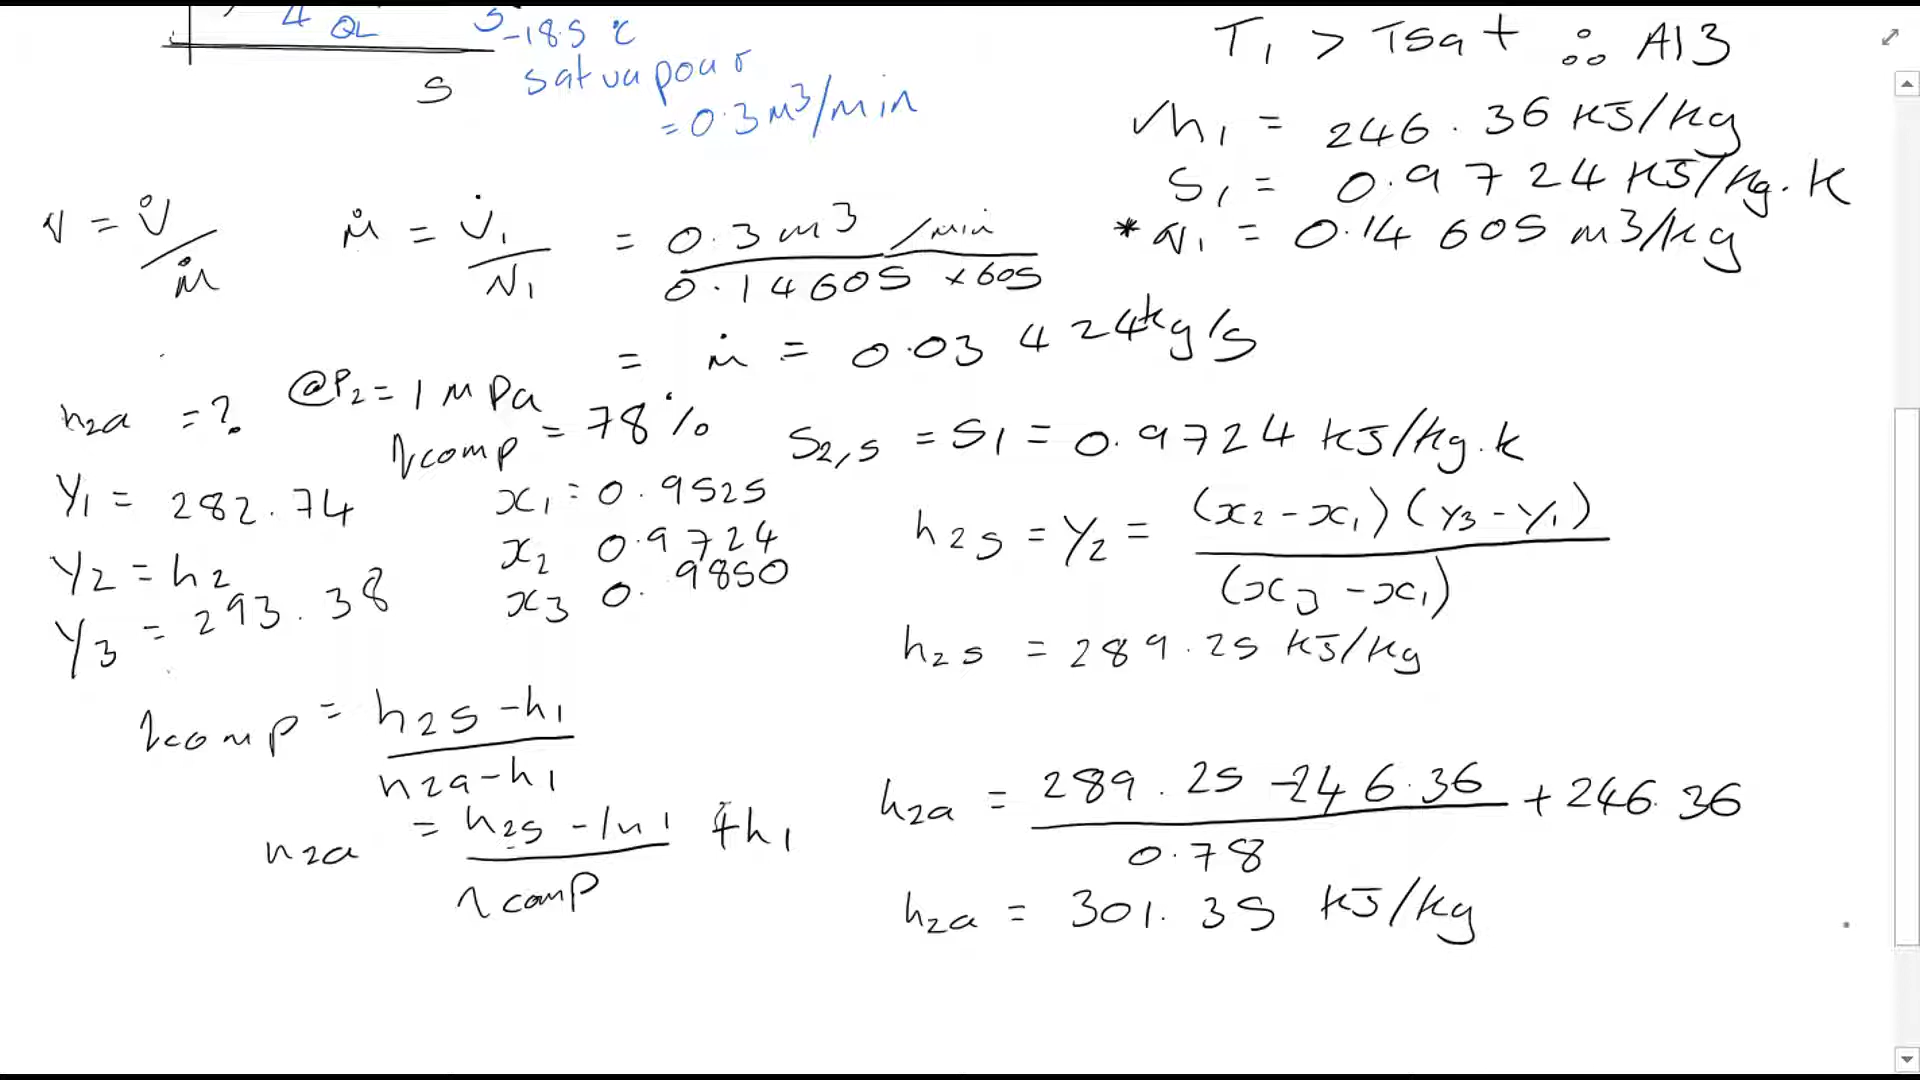 4 QL 5 -18.5 °C
S sat vapour
= 0.3 m³/min
T₁ > Tsat ∴ A13
h₁ = 246.36 KJ/kg
S₁ = 0.9724 KJ/kg.K
* v₁ = 0.14605 m3/kg
v = V̇/ṁ ṁ = V̇₁/v₁ = 0.3 m3/min / 0.14605 × 60s
= ṁ = 0.03424 kg/s
h₂a = ? @P₂ = 1 MPa
ηcomp = 78%
S₂,s = S₁ = 0.9724 KJ/kg.K
Y₁ = 282.74 x₁ = 0.9525
Y₂ = h₂ x₂ 0.9724
Y₃ = 293.38 x₃ 0.9850
h₂s = Y₂ = (x₂ - x₁)(Y₃ - Y₁) / (x₃ - x₁)
h₂s = 289.25 KJ/kg
ηcomp = h₂s - h₁ / h₂a - h₁
h₂a = h₂s - h₁ / ηcomp + h₁
h₂a = 289.25 - 246.36 / 0.78 + 246.36
h₂a = 301.35 KJ/kg